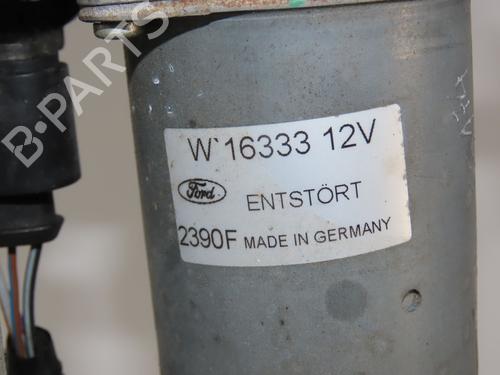 B-PARTS
W`16333 12V
Ford
ENTSTÖRT
2390F MADE IN GERMANY